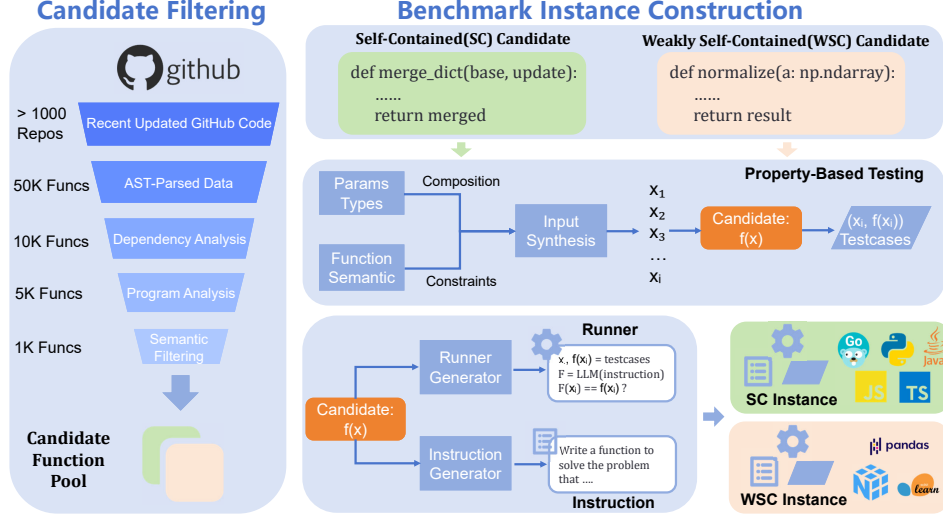 Candidate Filtering
github
> 1000
Repos
Recent Updated GitHub Code
50K Funcs
AST-Parsed Data
10K Funcs
Dependency Analysis
5K Funcs
Program Analysis
1K Funcs
Semantic
Filtering
Candidate
Function
Pool
Benchmark Instance Construction
Self-Contained(SC) Candidate
def merge_dict(base, update):
......
return merged
Weakly Self-Contained(WSC) Candidate
def normalize(a: np.ndarray):
......
return result
Property-Based Testing
Params
Types
Composition
Function
Semantic
Constraints
Input
Synthesis
x₁
x₂
x₃
...
xᵢ
Candidate:
f(x)
(xᵢ, f(xᵢ))
Testcases
Candidate:
f(x)
Runner
Generator
Runner
xᵢ, f(xᵢ) = testcases
F = LLM(instruction)
F(xᵢ) == f(xᵢ) ?
Instruction
Generator
Write a function to
solve the problem
that ....
Instruction
GO
Java
JS
TS
SC Instance
pandas
learn
WSC Instance